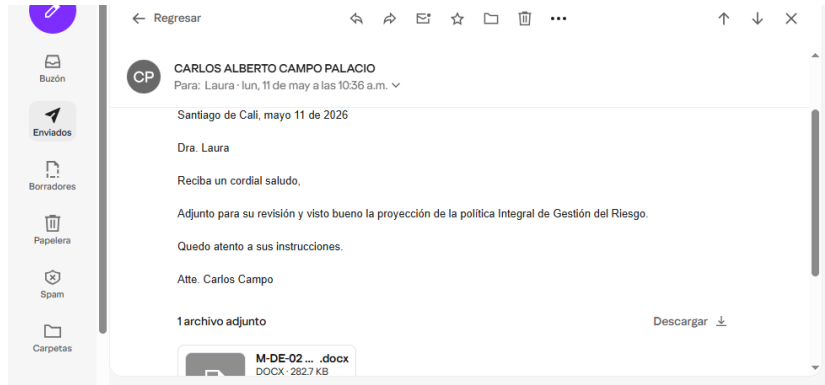 Regresar
Buzón
Enviados
Borradores
Papelera
Spam
Carpetas
CP
CARLOS ALBERTO CAMPO PALACIO
Para: Laura · lun, 11 de may a las 10:36 a.m.
Santiago de Cali, mayo 11 de 2026
Dra. Laura
Reciba un cordial saludo,
Adjunto para su revisión y visto bueno la proyección de la política Integral de Gestión del Riesgo.
Quedo atento a sus instrucciones.
Atte. Carlos Campo
1 archivo adjunto
Descargar
M-DE-02 ... .docx
DOCX · 282.7 KB